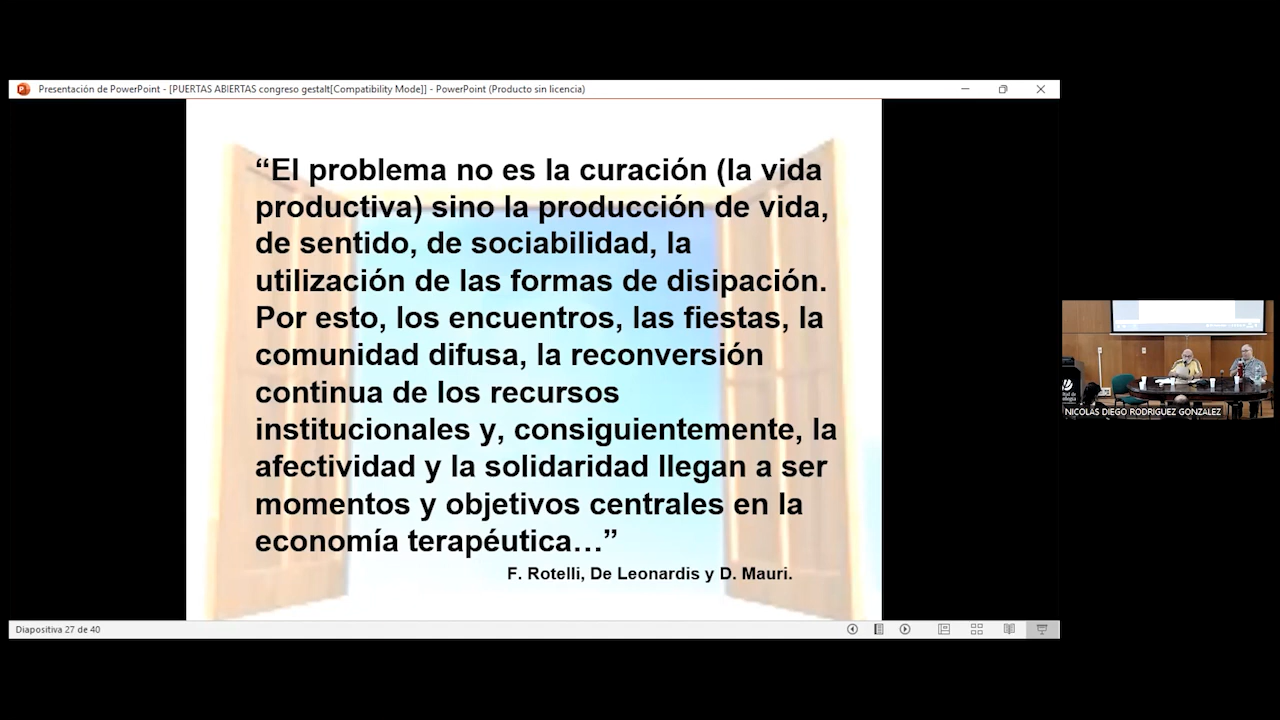 Presentación de PowerPoint - [PUERTAS ABIERTAS congreso gestalt[Compatibility Mode]] - PowerPoint (Producto sin licencia)
“El problema no es la curación (la vida
productiva) sino la producción de vida,
de sentido, de sociabilidad, la
utilización de las formas de disipación.
Por esto, los encuentros, las fiestas, la
comunidad difusa, la reconversión
continua de los recursos
institucionales y, consiguientemente, la
afectividad y la solidaridad llegan a ser
momentos y objetivos centrales en la
economía terapéutica…”
F. Rotelli, De Leonardis y D. Mauri.
Diapositiva 27 de 40
NICOLAS DIEGO RODRIGUEZ GONZALEZ